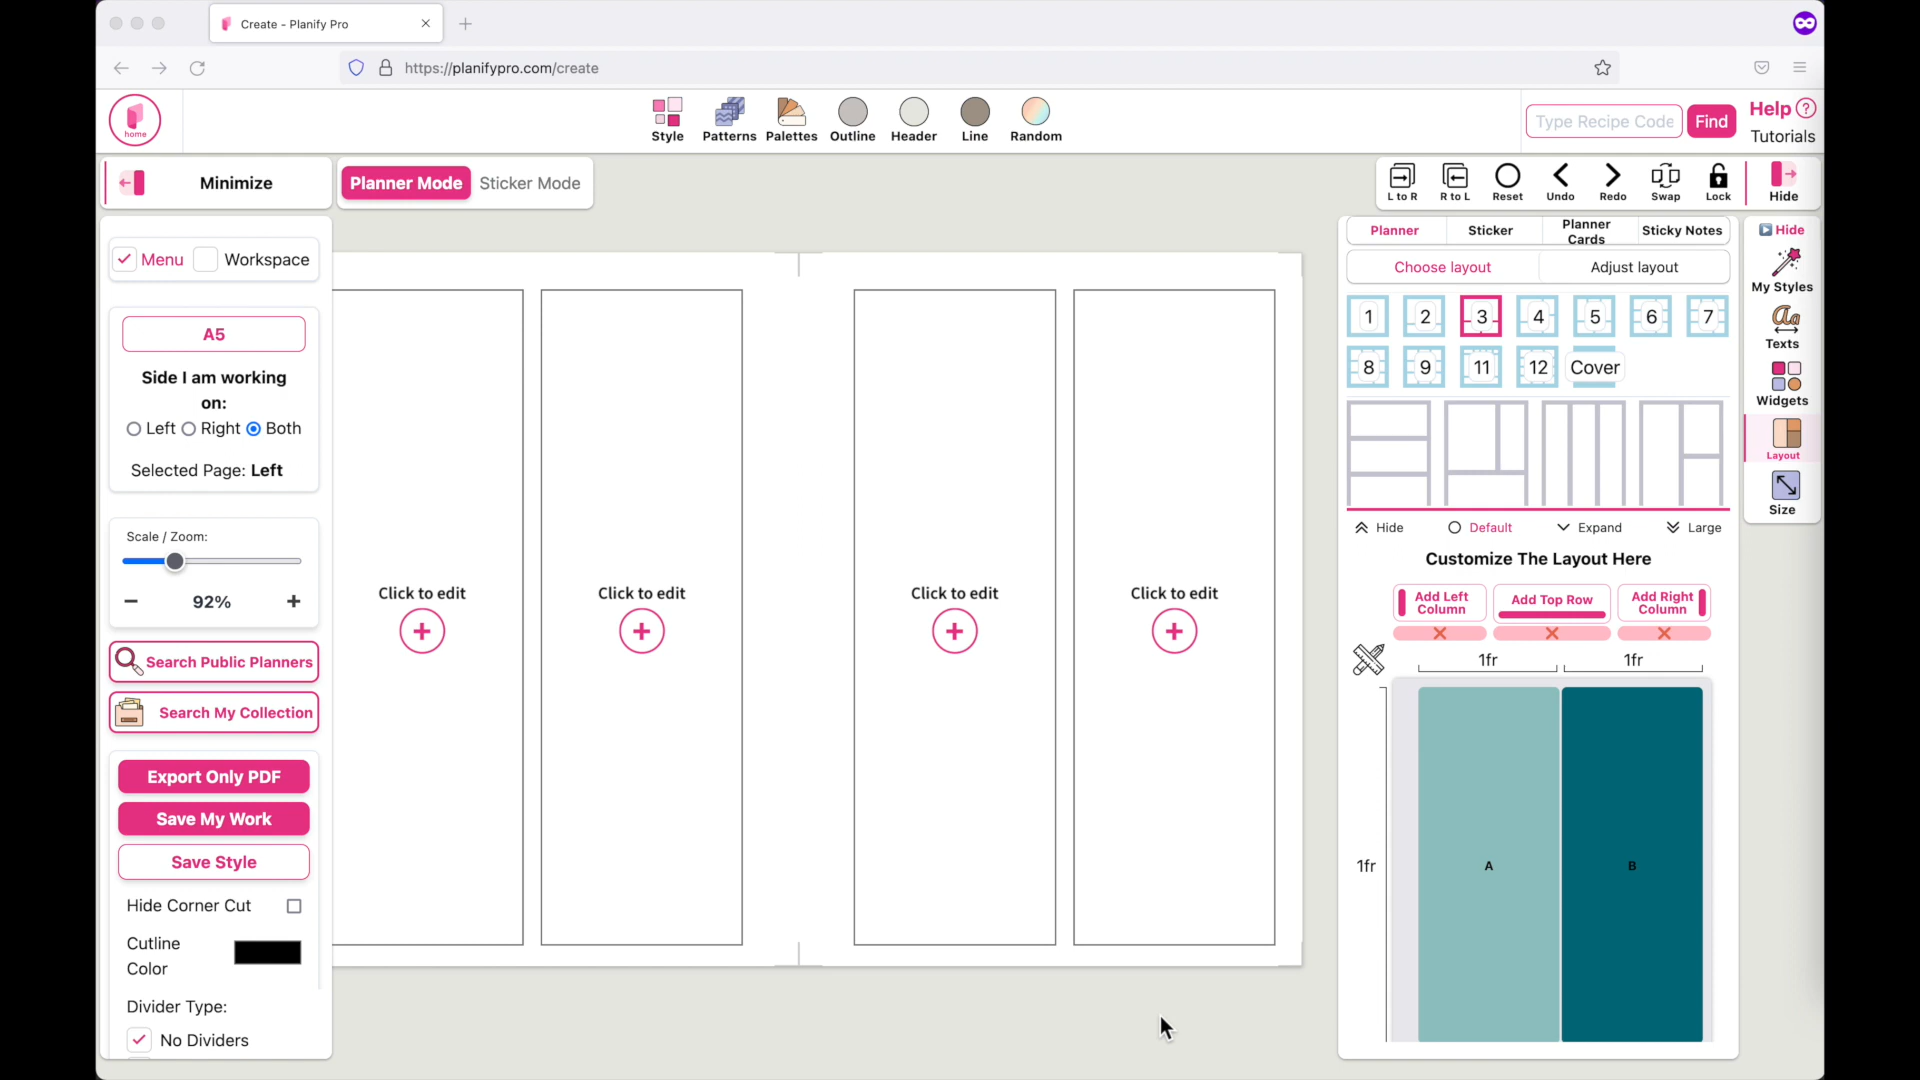 Create - Planify Pro
https://planifypro.com/create
home
Style
Patterns
Palettes
Outline
Header
Line
Random
Type Recipe Code
Find
Help ?
Tutorials
Minimize
Planner Mode
Sticker Mode
L to R
R to L
Reset
Undo
Redo
Swap
Lock
Hide
Menu
Workspace
A5
Side I am working
on:
Left
Right
Both
Selected Page: Left
Scale / Zoom:
92%
Search Public Planners
Search My Collection
Export Only PDF
Save My Work
Save Style
Hide Corner Cut
Cutline
Color
Divider Type:
No Dividers
Click to edit
Click to edit
Click to edit
Click to edit
Planner
Sticker
Planner
Cards
Sticky Notes
Choose layout
Adjust layout
1
2
3
4
5
6
7
8
9
11
12
Cover
Hide
Default
Expand
Large
Customize The Layout Here
Add Left
Column
Add Top Row
Add Right
Column
1fr
1fr
1fr
A
B
Hide
My Styles
Aa
Texts
Widgets
Layout
Size